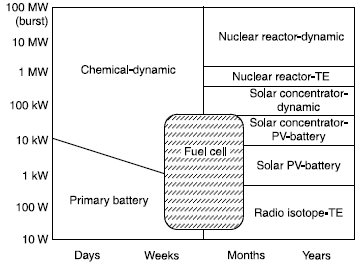 100 MW
(burst)
10 MW
1 MW
100 kW
10 kW
1 kW
100 W
10 W
Chemical-dynamic
Primary battery
Fuel cell
Nuclear reactor-dynamic
Nuclear reactor-TE
Solar concentrator-
dynamic
Solar concentrator-
PV-battery
Solar PV-battery
Radio isotope-TE
Days Weeks Months Years